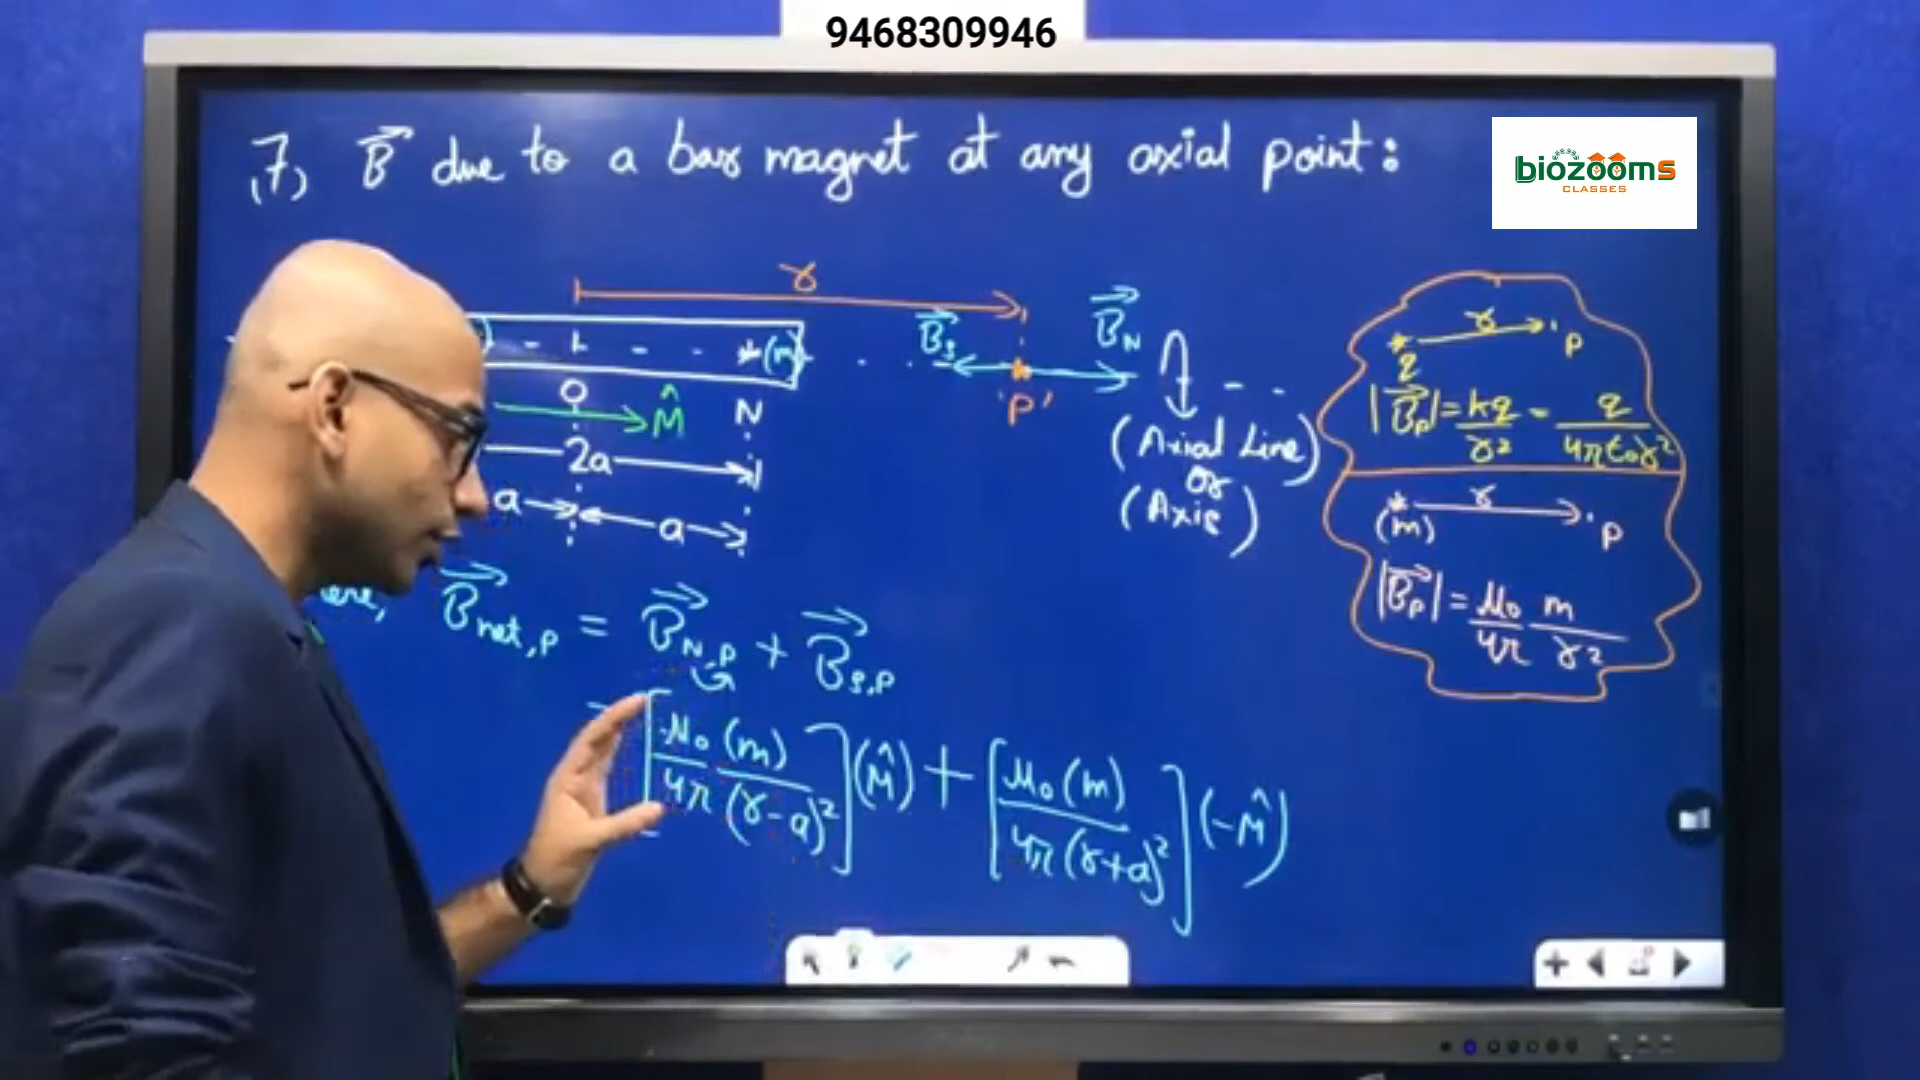 9468309946
(7) B⃗ due to a bar magnet at any axial point:
biozooms
CLASSES
r
B⃗s B⃗N
(m)
O M̂ N
'P'
2a
a a
(Axial Line)
or
(Axis)
r
q P
|B⃗p| = kq/r² = q/4πε₀r²
r
(m) P
|B⃗p| = μ₀/4π m/r²
B⃗net,p = B⃗N,P + B⃗S,P
= [μ₀/4π (m)/(r-a)²](M̂) + [μ₀(m)/4π(r+a)²](-M̂)